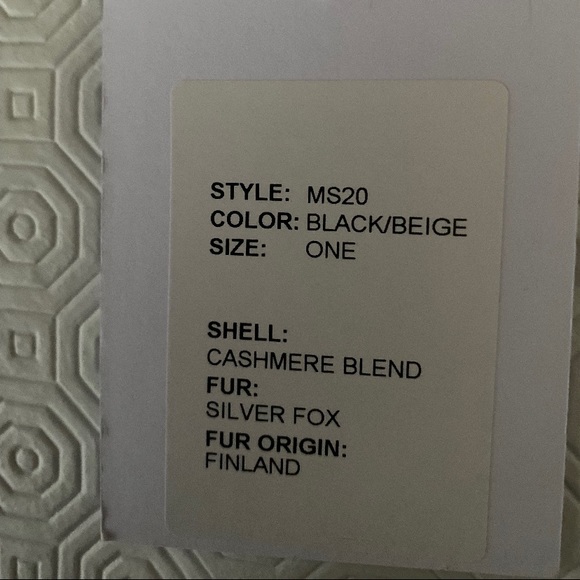 STYLE: MS20
COLOR: BLACK/BEIGE
SIZE: ONE
SHELL:
CASHMERE BLEND
FUR:
SILVER FOX
FUR ORIGIN:
FINLAND